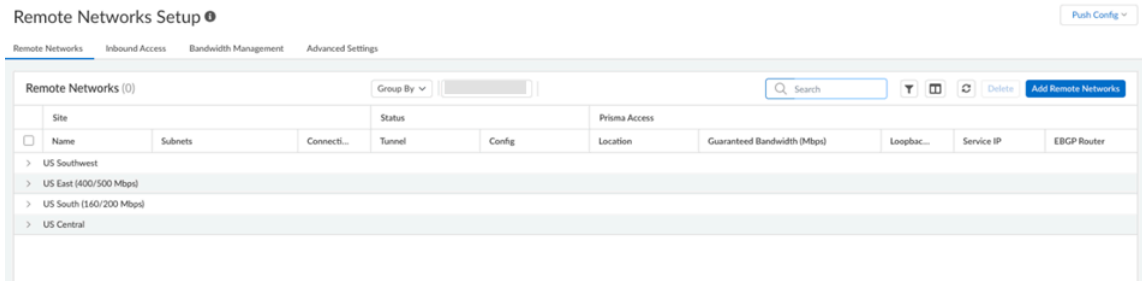 Remote Networks Setup
Push Config
Remote Networks Inbound Access Bandwidth Management Advanced Settings
Remote Networks (0) Group By Search Delete Add Remote Networks
Site Status Prisma Access
Name Subnets Connecti... Tunnel Config Location Guaranteed Bandwidth (Mbps) Loopbac... Service IP EBGP Router
US Southwest
US East (400/500 Mbps)
US South (160/200 Mbps)
US Central